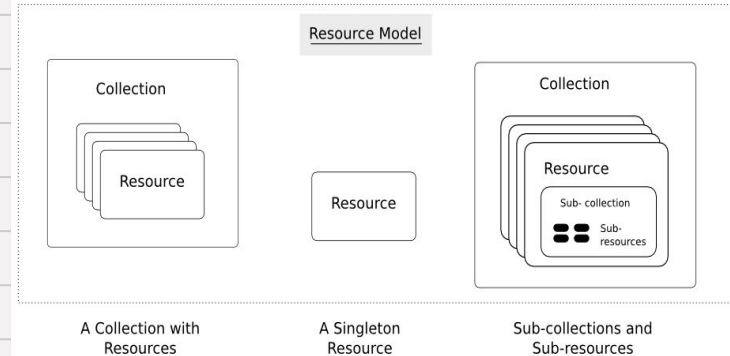 Resource Model
Collection
Resource
A Collection with
Resources
Resource
A Singleton
Resource
Collection
Resource
Sub- collection
Sub-
resources
Sub-collections and
Sub-resources